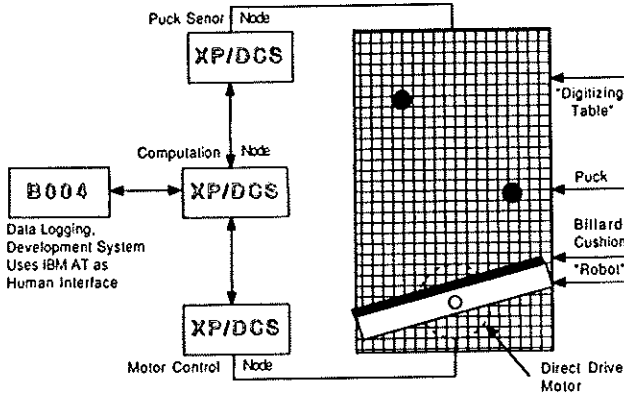 Puck Senor Node
XP/DCS
Computation Node
B004
XP/DCS
Data Logging,
Development System
Uses IBM AT as
Human Interface
XP/DCS
Motor Control Node
"Digitizing
Table"
Puck
Billard
Cushion
"Robot"
Direct Drive
Motor